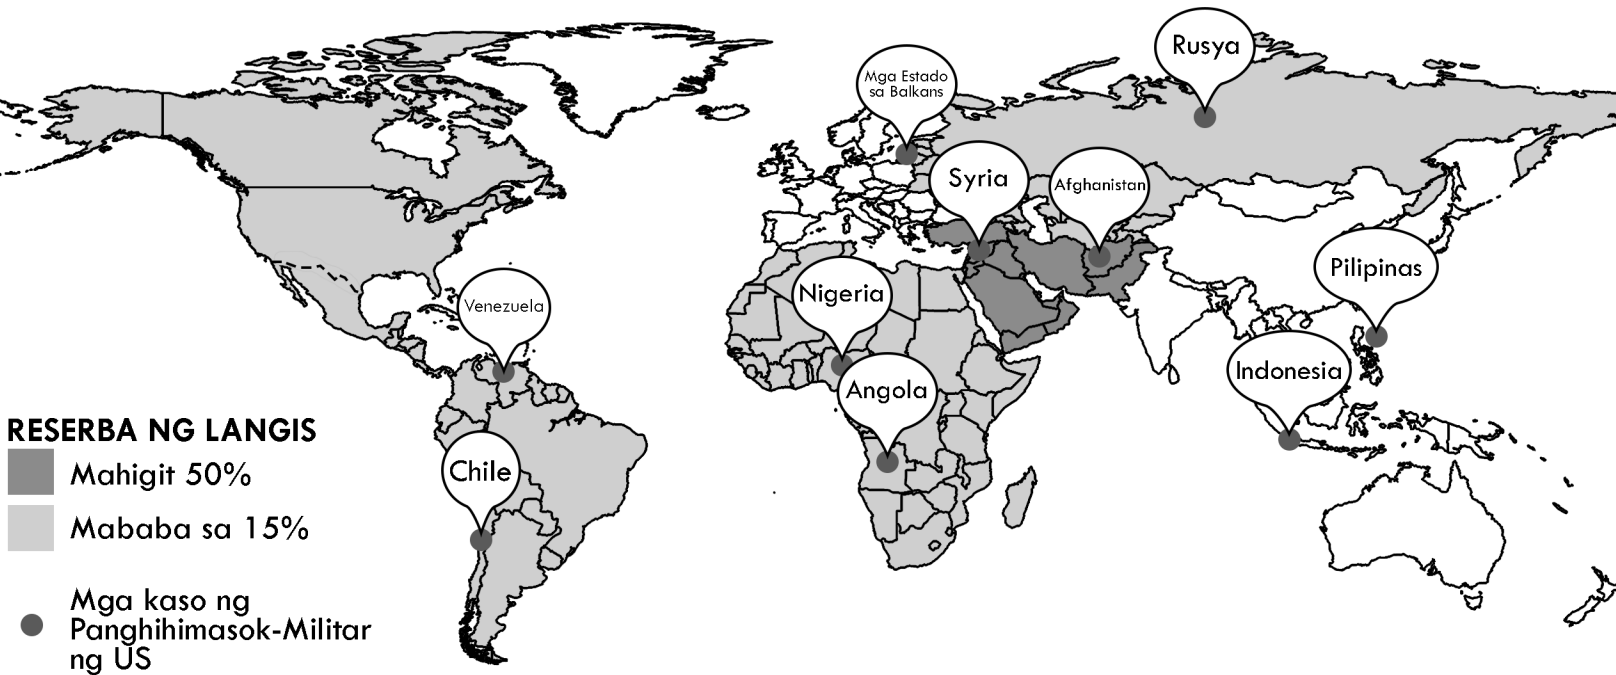 Rusya
Mga Estado
sa Balkans
Syria
Afghanistan
Pilipinas
Nigeria
Venezuela
Indonesia
Angola
Chile
RESERBA NG LANGIS
Mahigit 50%
Mababa sa 15%
Mga kaso ng
Panghihimasok-Militar
ng US